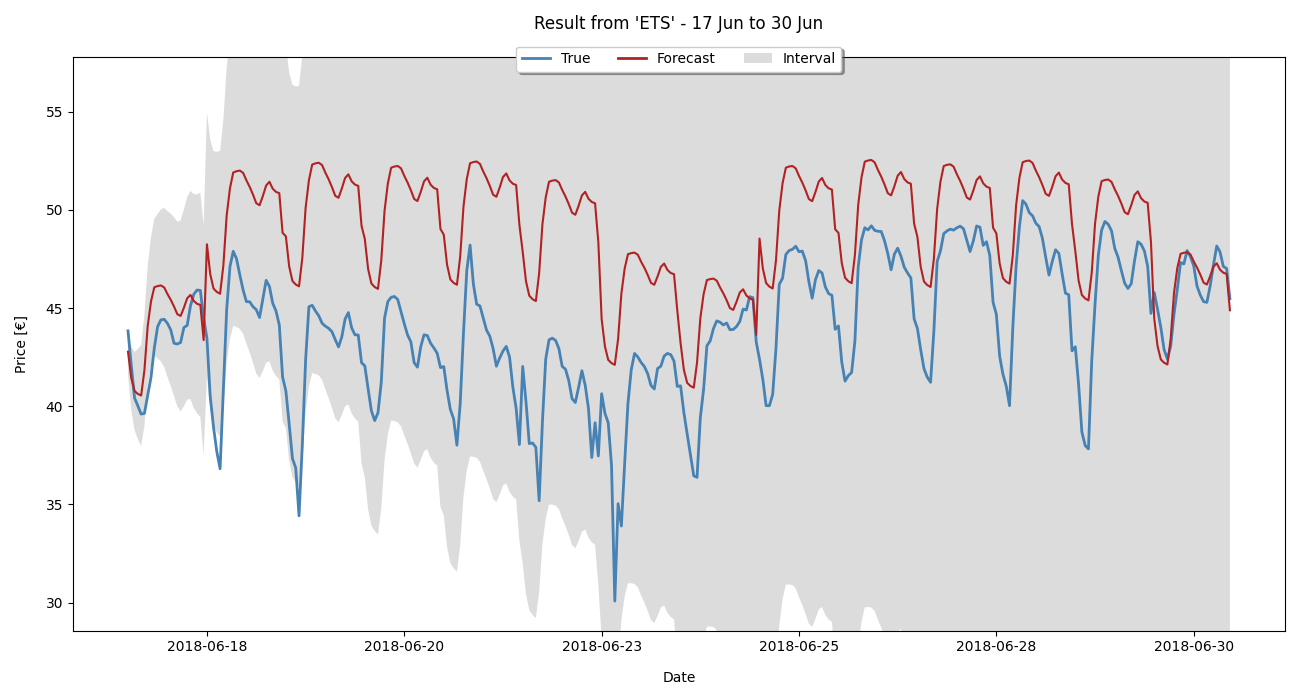 Result from 'ETS' - 17 Jun to 30 Jun
True Forecast Interval
Price [€]
55
50
45
40
35
30
2018-06-18 2018-06-20 2018-06-23 2018-06-25 2018-06-28 2018-06-30
Date